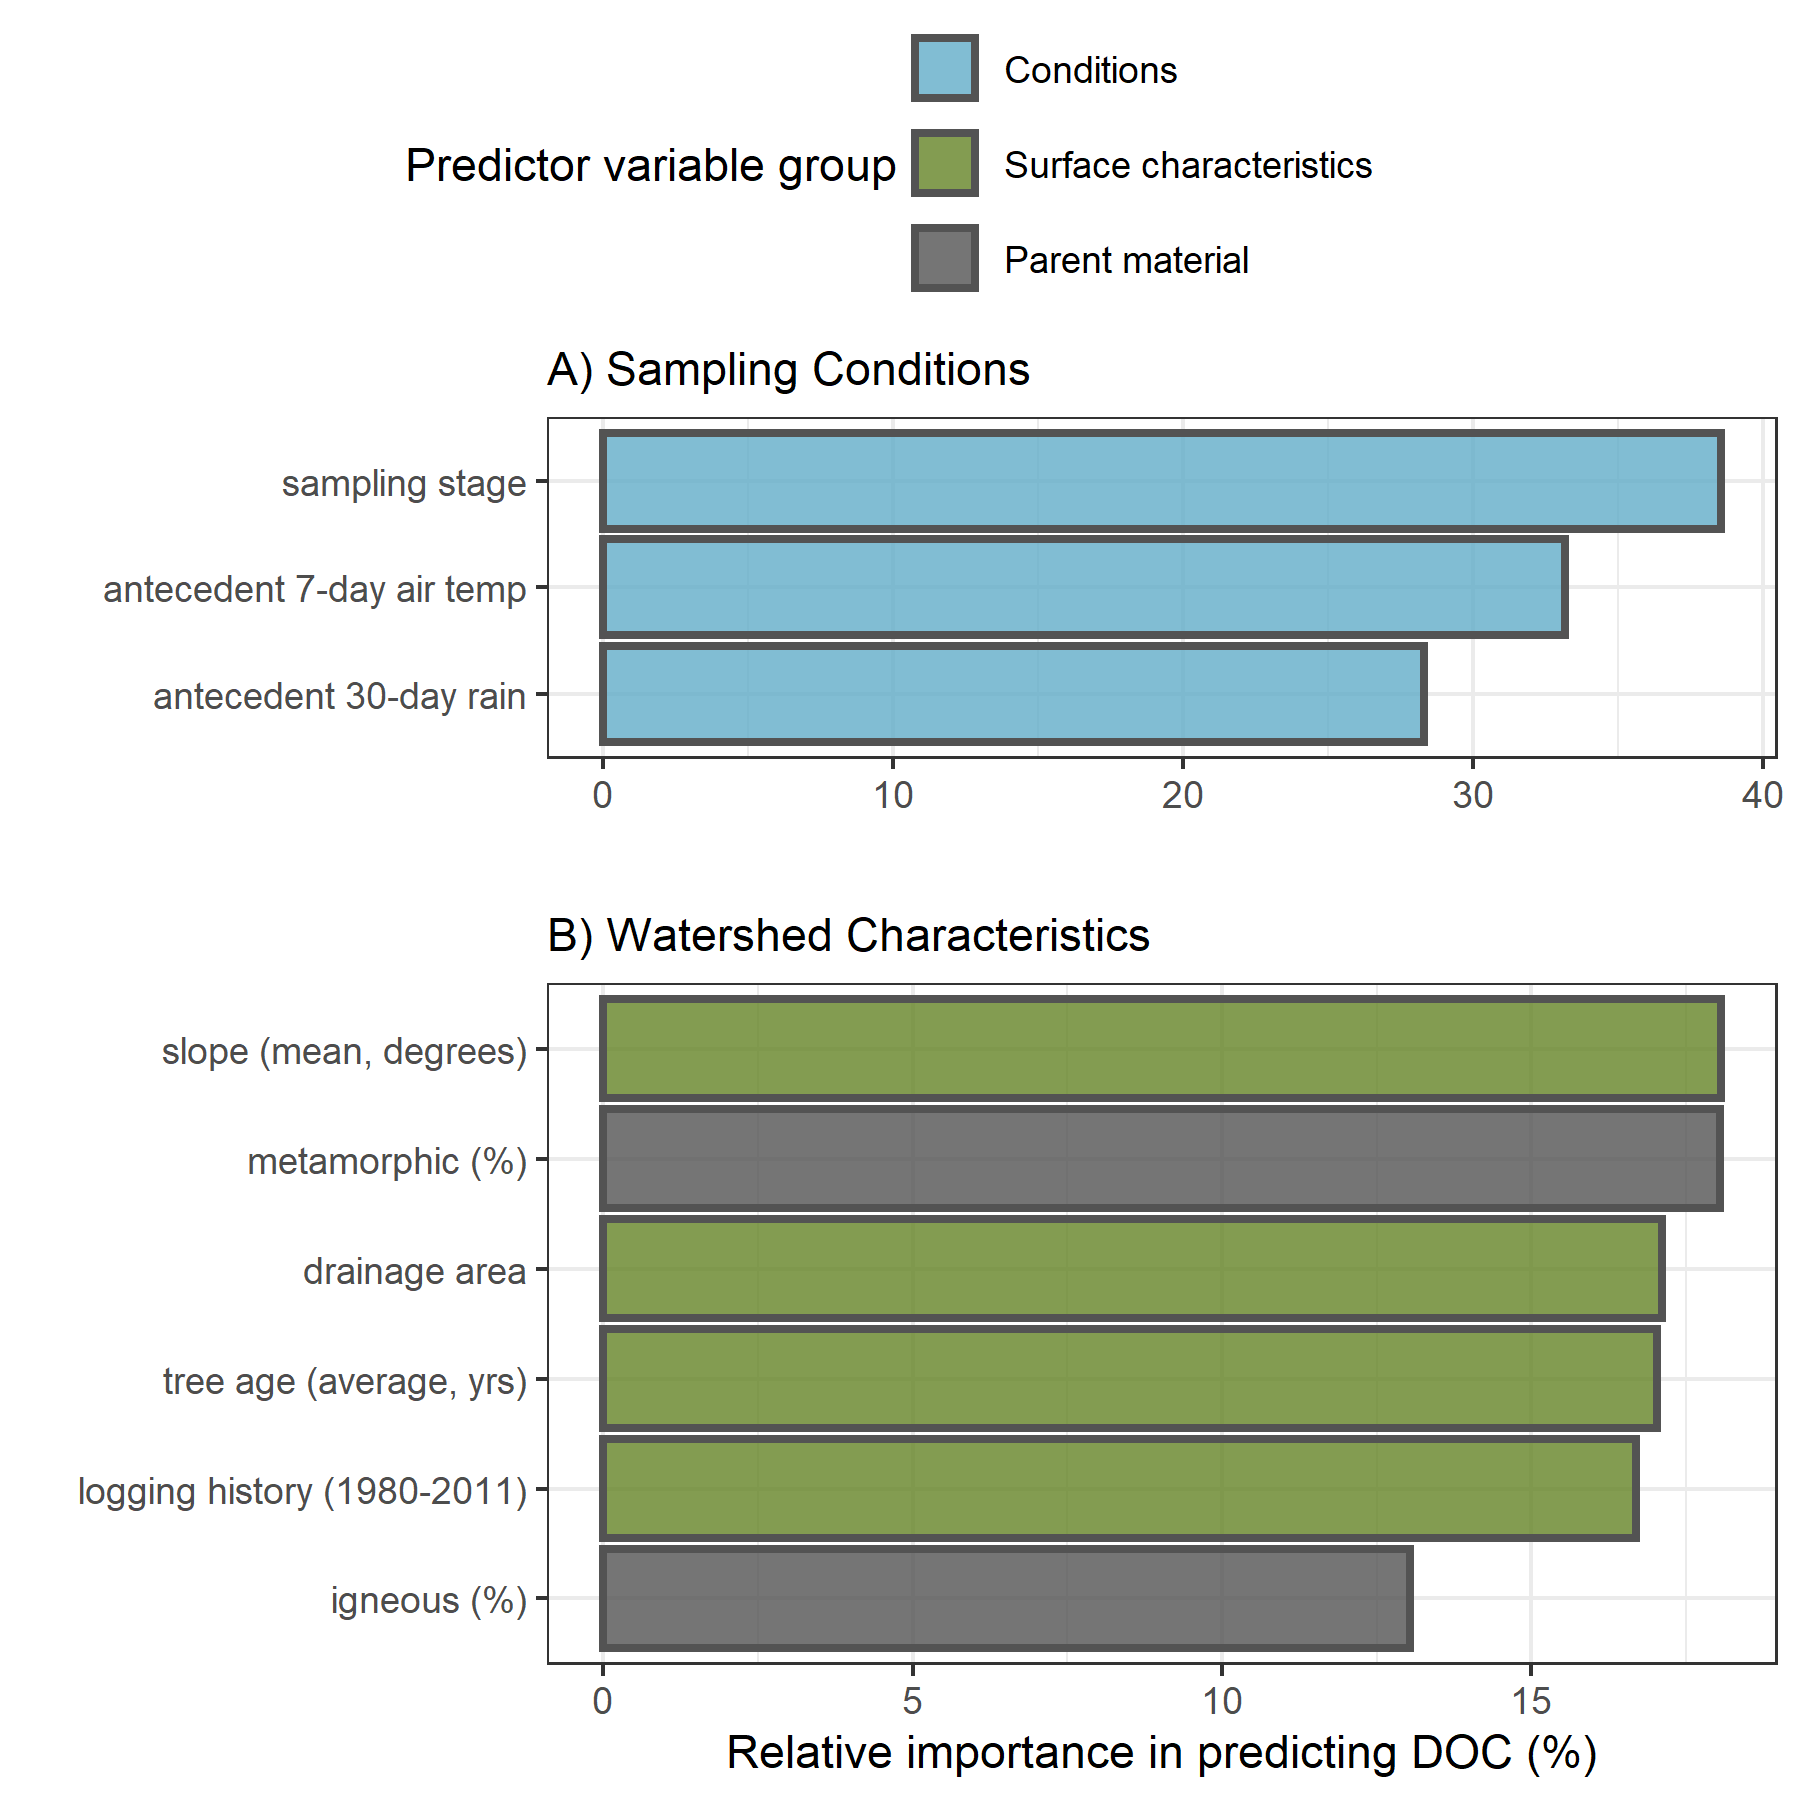 Predictor variable group
Conditions
Surface characteristics
Parent material
A) Sampling Conditions
sampling stage
antecedent 7-day air temp
antecedent 30-day rain
0 10 20 30 40
B) Watershed Characteristics
slope (mean, degrees)
metamorphic (%)
drainage area
tree age (average, yrs)
logging history (1980-2011)
igneous (%)
0 5 10 15
Relative importance in predicting DOC (%)